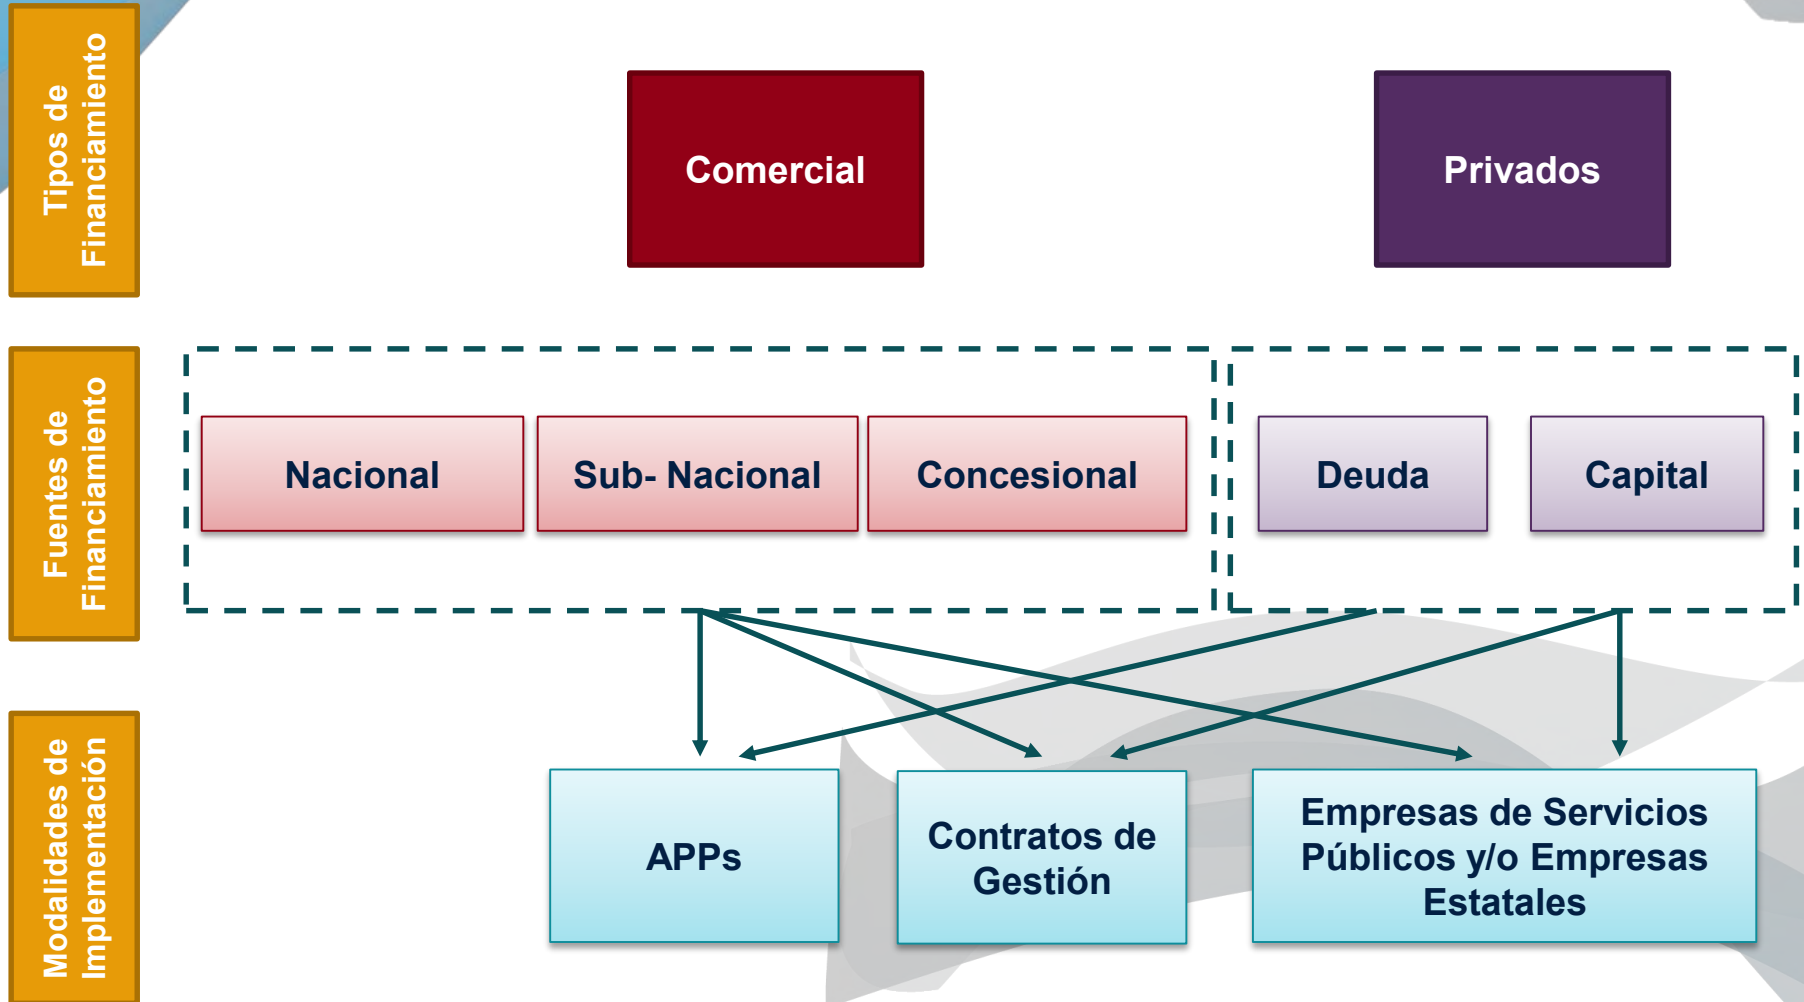 Tipos de
Financiamiento
Comercial
Privados
Fuentes de
Financiamiento
Nacional
Sub- Nacional
Concesional
Deuda
Capital
Modalidades de
Implementación
APPs
Contratos de
Gestión
Empresas de Servicios
Públicos y/o Empresas
Estatales